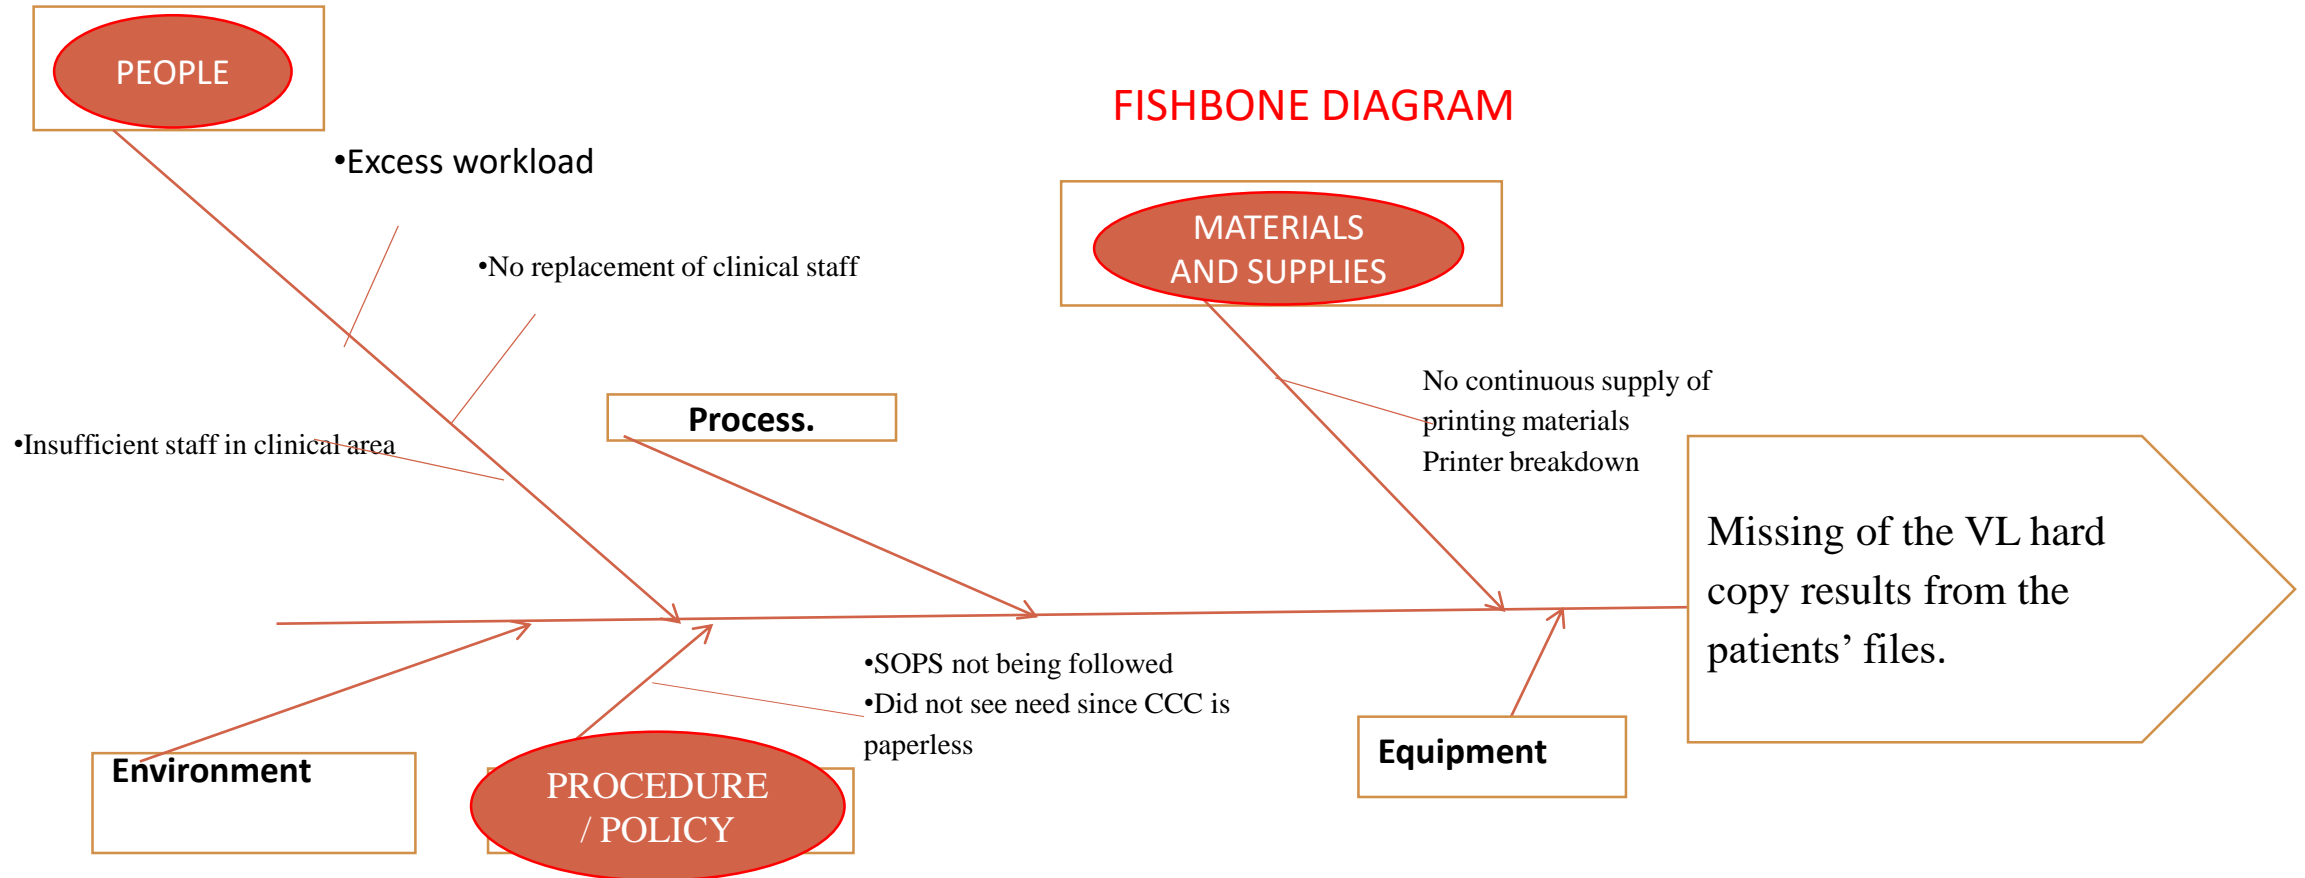 PEOPLE
FISHBONE DIAGRAM
•Excess workload
MATERIALS
AND SUPPLIES
•No replacement of clinical staff
No continuous supply of
printing materials
Printer breakdown
Process.
•Insufficient staff in clinical area
Missing of the VL hard
copy results from the
patients’ files.
•SOPS not being followed
•Did not see need since CCC is
paperless
Environment
PROCEDURE
/ POLICY
Equipment